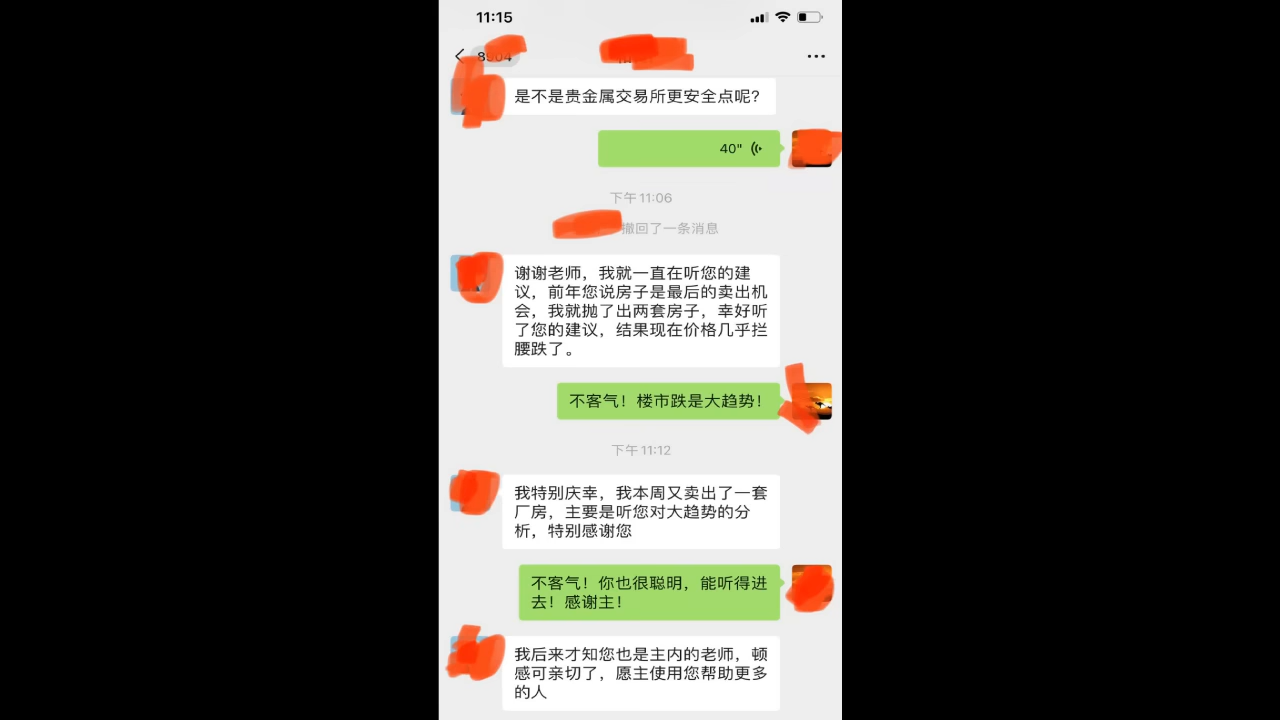 11:15
8904
是不是贵金属交易所更安全点呢？
40"
下午11:06
撤回了一条消息
谢谢老师，我就一直在听您的建
议，前年您说房子是最后的卖出机
会，我就抛了出两套房子，幸好听
了您的建议，结果现在价格几乎拦
腰跌了。
不客气！楼市跌是大趋势！
下午11:12
我特别庆幸，我本周又卖出了一套
厂房，主要是听您对大趋势的分
析，特别感谢您
不客气！你也很聪明，能听得进
去！感谢主！
我后来才知您也是主内的老师，顿
感可亲切了，愿主使用您帮助更多
的人